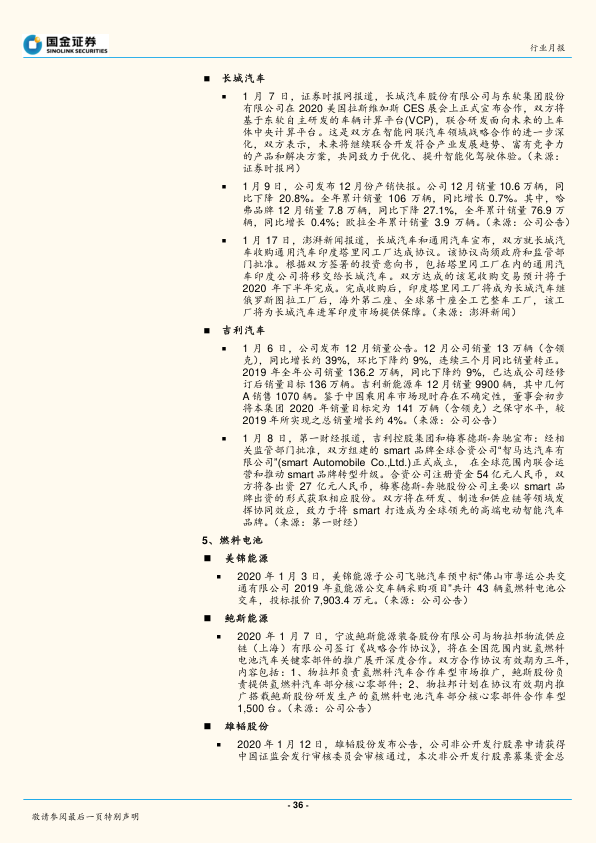 国金证券
SINOLINK SECURITIES
行业月报
■ 长城汽车
■ 1 月 7 日，证券时报网报道，长城汽车股份有限公司与东软集团股份
有限公司在 2020 美国拉斯维加斯 CES 展会上正式宣布合作，双方将
基于东软自主研发的车辆计算平台(VCP)，联合研发面向未来的上车
体中央计算平台。这是双方在智能网联汽车领域战略合作的进一步深
化，双方表示，未来将继续联合开发符合产业发展趋势、富有竞争力
的产品和解决方案，共同致力于优化、提升智能化驾驶体验。（来源：
证券时报网）
■ 1 月 9 日，公司发布 12 月份产销快报。公司 12 月销量 10.6 万辆，同
比下降 20.8%。全年累计销量 106 万辆，同比增长 0.7%。其中，哈
弗品牌 12 月销量 7.8 万辆，同比下降 27.1%，全年累计销量 76.9 万
辆，同比增长 0.4%；欧拉全年累计销量 3.9 万辆。（来源：公司公告）
■ 1 月 17 日，澎湃新闻报道，长城汽车和通用汽车宣布，双方就长城汽
车收购通用汽车印度塔里冈工厂达成协议。该协议尚须政府和监管部
门批准。根据双方签署的投资意向书，包括塔里冈工厂在内的通用汽
车印度公司将移交给长城汽车。双方达成的该笔收购交易预计将于
2020 年下半年完成。完成收购后，印度塔里冈工厂将成为长城汽车继
俄罗斯图拉工厂后，海外第二座、全球第十座全工艺整车工厂，该工
厂将为长城汽车进军印度市场提供保障。（来源：澎湃新闻）
■ 吉利汽车
■ 1 月 6 日，公司发布 12 月销量公告。12 月公司销量 13 万辆（含领
克），同比增长约 39%，环比下降约 9%，连续三个月同比销量转正。
2019 年全年公司销量 136.2 万辆，同比下降约 9%，已达成公司经修
订后销量目标 136 万辆。吉利新能源车 12 月销量 9900 辆，其中几何
A 销售 1070 辆。鉴于中国乘用车市场现时存在不确定性，董事会初步
将本集团 2020 年销量目标定为 141 万辆（含领克）之保守水平，较
2019 年所实现之总销量增长约 4%。（来源：公司公告）
■ 1 月 8 日，第一财经报道，吉利控股集团和梅赛德斯-奔驰宣布：经相
关监管部门批准，双方组建的 smart 品牌全球合资公司“智马达汽车有
限公司”(smart Automobile Co.,Ltd.)正式成立， 在全球范围内联合运
营和推动 smart 品牌转型升级。合资公司注册资金 54 亿元人民币，双
方将各出资 27 亿元人民币，梅赛德斯-奔驰股份公司主要以 smart 品
牌出资的形式获取相应股份。双方将在研发、制造和供应链等领域发
挥协同效应，致力于将 smart 打造成为全球领先的高端电动智能汽车
品牌。（来源：第一财经）
5、燃料电池
■ 美锦能源
■ 2020 年 1 月 3 日，美锦能源子公司飞驰汽车预中标“佛山市粤运公共交
通有限公司 2019 年氢能源公交车辆采购项目”共计 43 辆氢燃料电池公
交车，投标报价 7,903.4 万元。（来源：公司公告）
■ 鲍斯能源
■ 2020 年 1 月 7 日，宁波鲍斯能源装备股份有限公司与物拉邦物流供应
链（上海）有限公司签订《战略合作协议》，将在全国范围内就氢燃料
电池汽车关键零部件的推广展开深度合作。双方合作协议有效期为三年，
内容包括：1、物拉邦负责氢燃料汽车合作车型市场推广，鲍斯股份负
责提供氢燃料汽车部分核心零部件；2、物拉邦计划在协议有效期内推
广搭载鲍斯股份研发生产的氢燃料电池汽车部分核心零部件合作车型
1,500 台。（来源：公司公告）
■ 雄韬股份
■ 2020 年 1 月 12 日，雄韬股份发布公告，公司非公开发行股票申请获得
中国证监会发行审核委员会审核通过，本次非公开发行股票募集资金总
- 36 -
敬请参阅最后一页特别声明